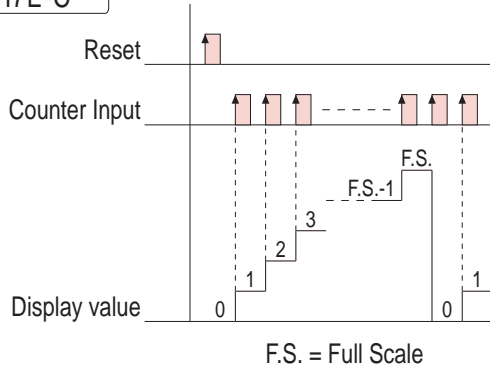 Reset
Counter Input
F.S.
F.S.-1
3
2
1
1
Display value
0
0
F.S. = Full Scale